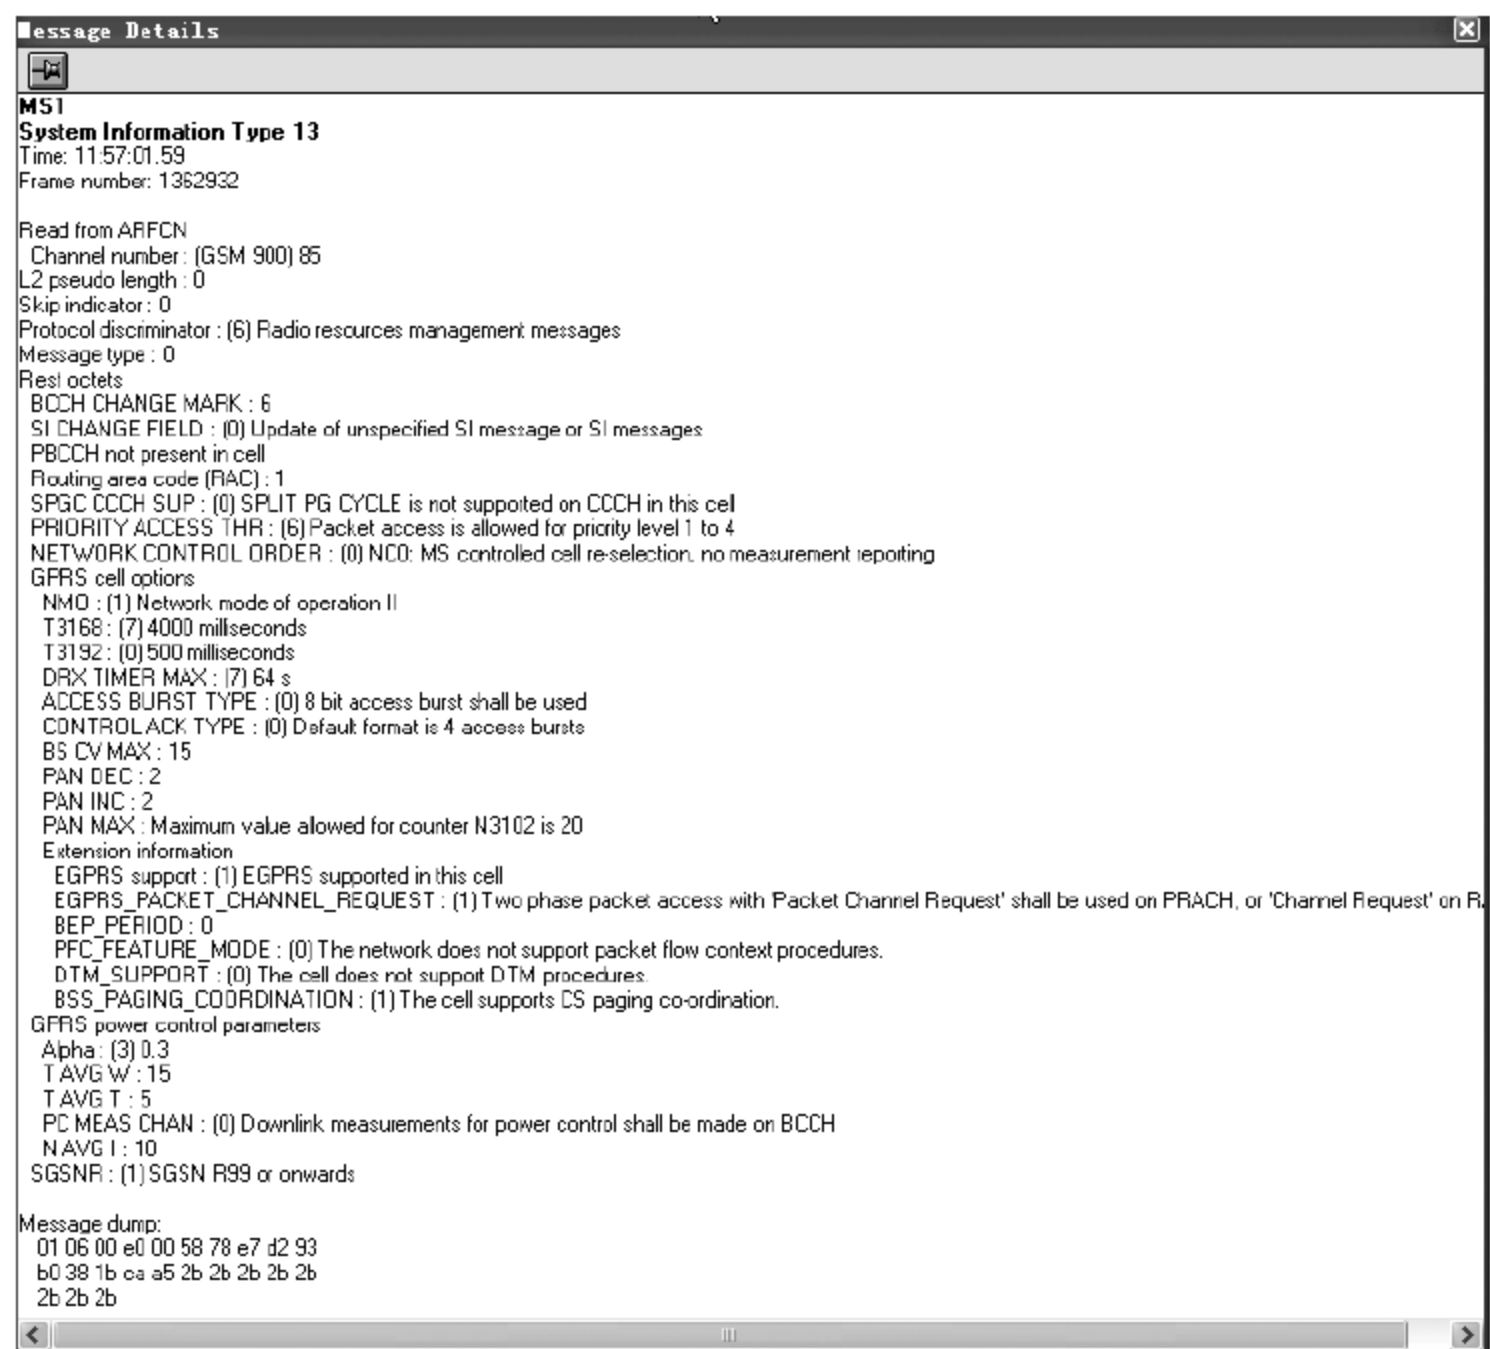 Message Details
MS1
System Information Type 13
Time: 11:57:01.59
Frame number: 1362932
Read from ARFCN
Channel number : (GSM 900) 85
L2 pseudo length : 0
Skip indicator : 0
Protocol discriminator : (6) Radio resources management messages
Message type : 0
Rest octets
BCCH CHANGE MARK : 6
SI CHANGE FIELD : (0) Update of unspecified SI message or SI messages
PBCCH not present in cell
Routing area code (RAC) : 1
SPGC CCCH SUP : (0) SPLIT PG CYCLE is not supported on CCCH in this cell
PRIORITY ACCESS THR : (6) Packet access is allowed for priority level 1 to 4
NETWORK CONTROL ORDER : (0) NC0: MS controlled cell re-selection, no measurement reporting
GPRS cell options
NMO : (1) Network mode of operation II
T3168 : (7) 4000 milliseconds
T3192 : (0) 500 milliseconds
DRX TIMER MAX : (7) 64 s
ACCESS BURST TYPE : (0) 8 bit access burst shall be used
CONTROL ACK TYPE : (0) Default format is 4 access bursts
BS CV MAX : 15
PAN DEC : 2
PAN INC : 2
PAN MAX : Maximum value allowed for counter N3102 is 20
Extension information
EGPRS support : (1) EGPRS supported in this cell
EGPRS_PACKET_CHANNEL_REQUEST : (1) Two phase packet access with 'Packet Channel Request' shall be used on PRACH, or 'Channel Request' on R
BEP_PERIOD : 0
PFC_FEATURE_MODE : (0) The network does not support packet flow context procedures.
DTM_SUPPORT : (0) The cell does not support DTM procedures.
BSS_PAGING_COORDINATION : (1) The cell supports CS paging co-ordination.
GPRS power control parameters
Alpha : (3) 0.3
T AVG W : 15
T AVG T : 5
PC MEAS CHAN : (0) Downlink measurements for power control shall be made on BCCH
N AVG I : 10
SGSNR : (1) SGSN R99 or onwards
Message dump:
01 06 00 e0 00 58 78 e7 d2 93
b0 38 1b ca a5 2b 2b 2b 2b 2b
2b 2b 2b